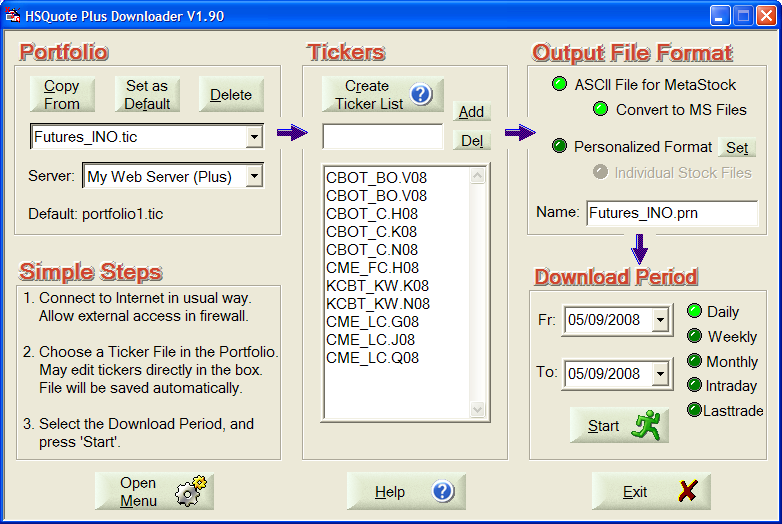 HSQuote Plus Downloader V1.90
Portfolio
Copy From
Set as Default
Delete
Futures_INO.tic
Server:
My Web Server (Plus)
Default: portfolio1.tic
Simple Steps
1. Connect to Internet in usual way.
Allow external access in firewall.
2. Choose a Ticker File in the Portfolio.
May edit tickers directly in the box.
File will be saved automatically.
3. Select the Download Period, and
press 'Start'.
Open Menu
Tickers
Create Ticker List
?
Add
Del
CBOT_BO.V08
CBOT_BO.V08
CBOT_C.H08
CBOT_C.K08
CBOT_C.N08
CME_FC.H08
KCBT_KW.K08
KCBT_KW.N08
CME_LC.G08
CME_LC.J08
CME_LC.Q08
Help
?
Output File Format
ASCII File for MetaStock
Convert to MS Files
Personalized Format
Set
Individual Stock Files
Name:
Futures_INO.prn
Download Period
Fr:
05/09/2008
To:
05/09/2008
Daily
Weekly
Monthly
Intraday
Lasttrade
Start
Exit